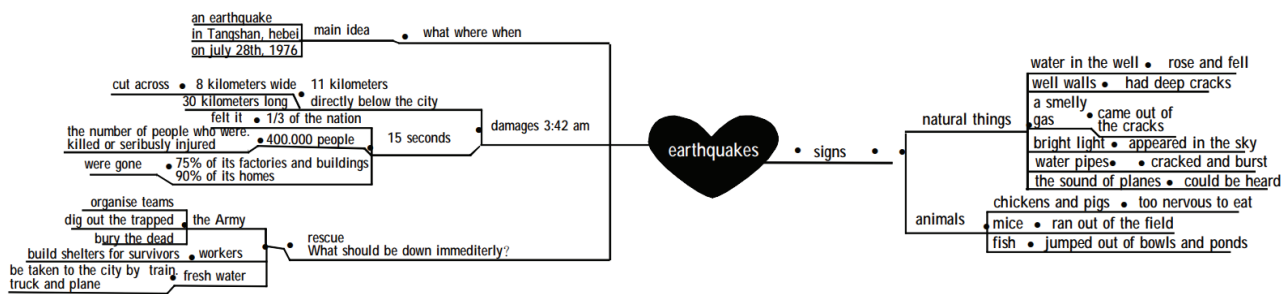 an earthquake
in Tangshan, hebei
on july 28th, 1976
main idea
what where when
cut across
8 kilometers wide
30 kilometers long
11 kilometers
directly below the city
felt it
1/3 of the nation
the number of people who were.
killed or seribusly injured
400.000 people
15 seconds
damages 3:42 am
were gone
75% of its factories and buildings
90% of its homes
organise teams
dig out the trapped
bury the dead
the Army
build shelters for survivors
workers
be taken to the city by train.
truck and plane
fresh water
rescue
What should be down immediterly?
earthquakes
signs
natural things
water in the well
rose and fell
well walls
had deep cracks
a smelly
gas
came out of
the cracks
bright light
appeared in the sky
water pipes
cracked and burst
the sound of planes
could be heard
animals
chickens and pigs
too nervous to eat
mice
ran out of the field
fish
jumped out of bowls and ponds